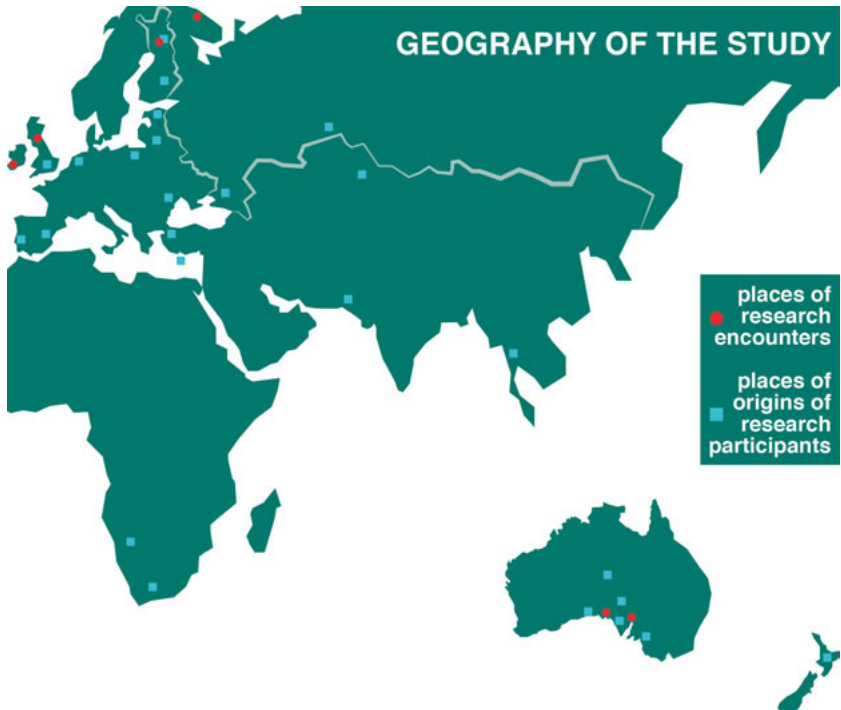 GEOGRAPHY OF THE STUDY
places of
research
encounters
places of
origins of
research
participants